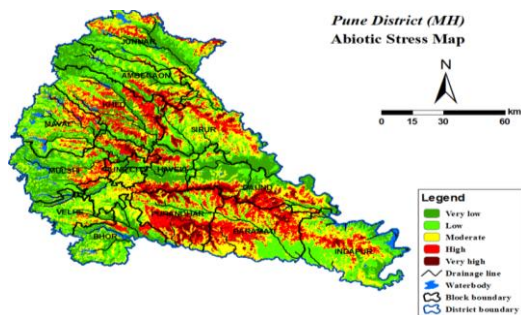 Pune District (MH)
Abiotic Stress Map
N
km
0 15 30 60
JUNNAR
AMBEGAON
KHED
MAVAL
SIRUR
MULSHI
PUNE CITY
HAVELI
DAUND
VELHE
PURANDHAR
BHOR
BARAMATI
INDAPUR
Legend
Very low
Low
Moderate
High
Very high
Drainage line
Waterbody
Block boundary
District boundary